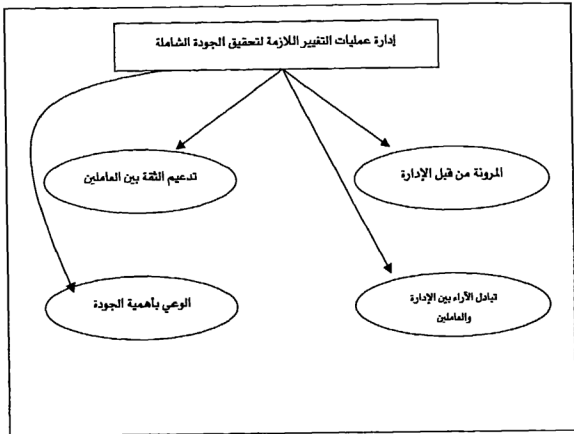 إدارة عمليات التغيير اللازمة لتحقيق الجودة الشاملة
المرونة من قبل الإدارة
تدعيم الثقة بين العاملين
تبادل الآراء بين الإدارة
والعاملين
الوعي بأهمية الجودة